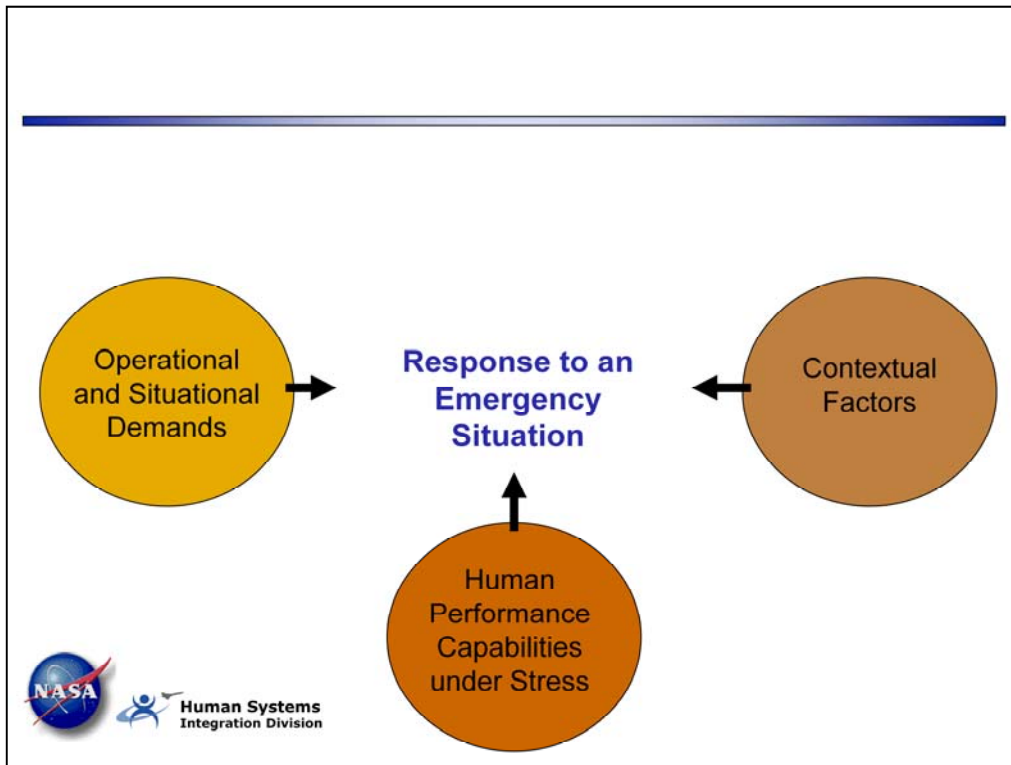 Operational
and Situational
Demands
Response to an
Emergency
Situation
Contextual
Factors
Human
Performance
Capabilities
under Stress
NASA
Human Systems
Integration Division